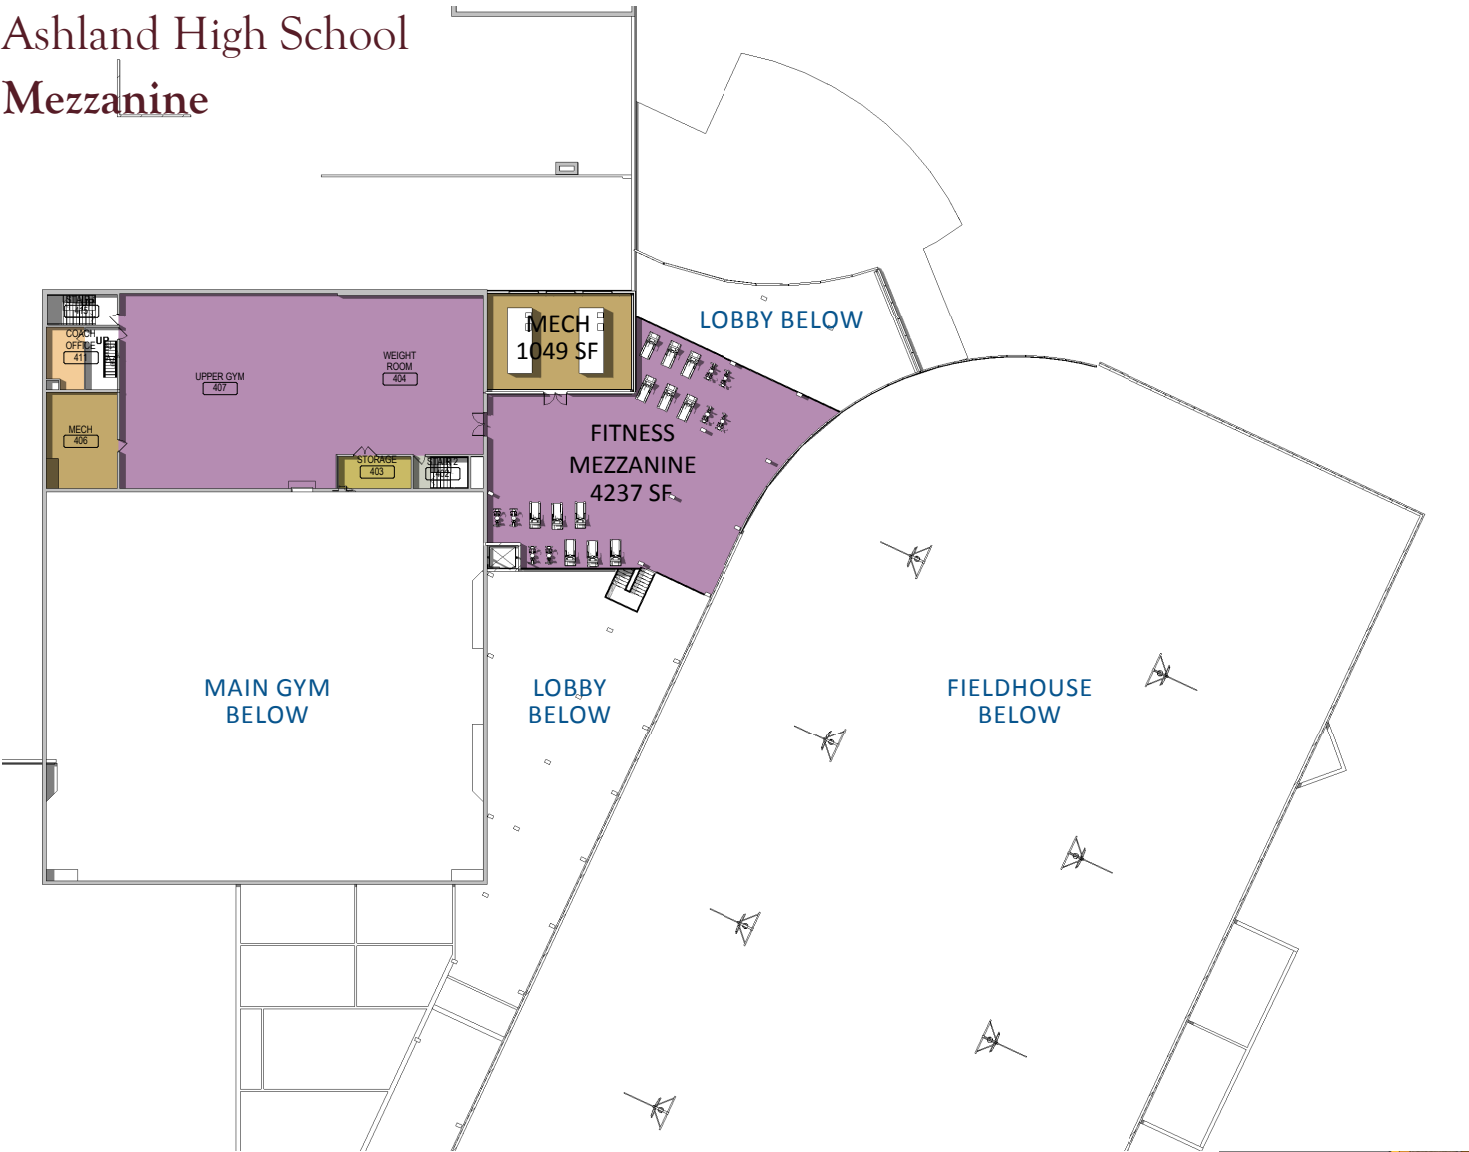 Ashland High School
Mezzanine
LOBBY BELOW
MECH
1049 SF
COACH
OFFICE
411
UP
UPPER GYM
407
WEIGHT
ROOM
404
MECH
406
STORAGE
403
FITNESS
MEZZANINE
4237 SF
MAIN GYM
BELOW
LOBBY
BELOW
FIELDHOUSE
BELOW